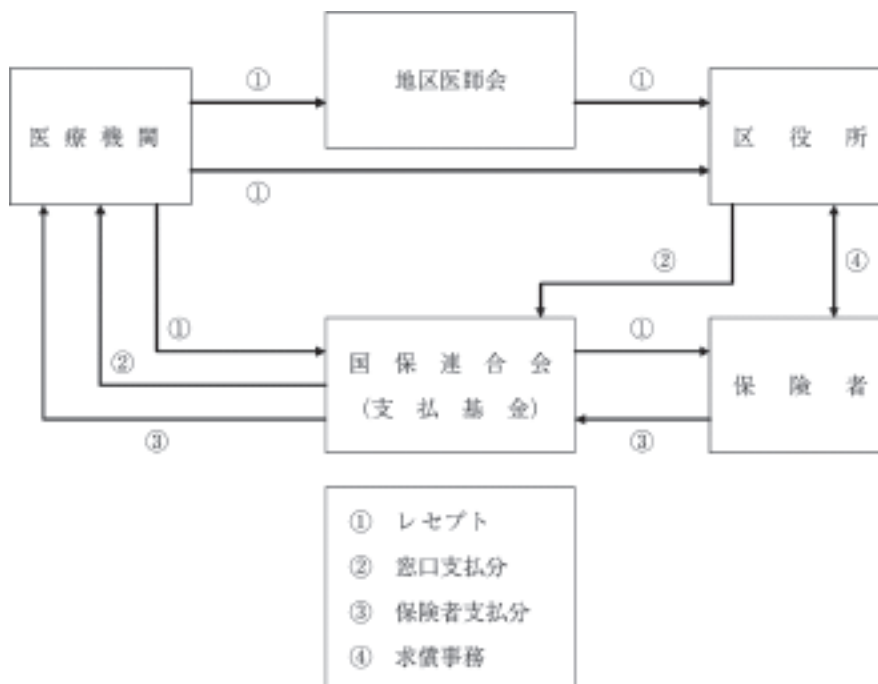 地区医師会
①
①
医療機関
区役所
①
②
④
①
①
②
国保連合会
(支払基金)
保険者
③
③
① レセプト
② 窓口支払分
③ 保険者支払分
④ 求償事務